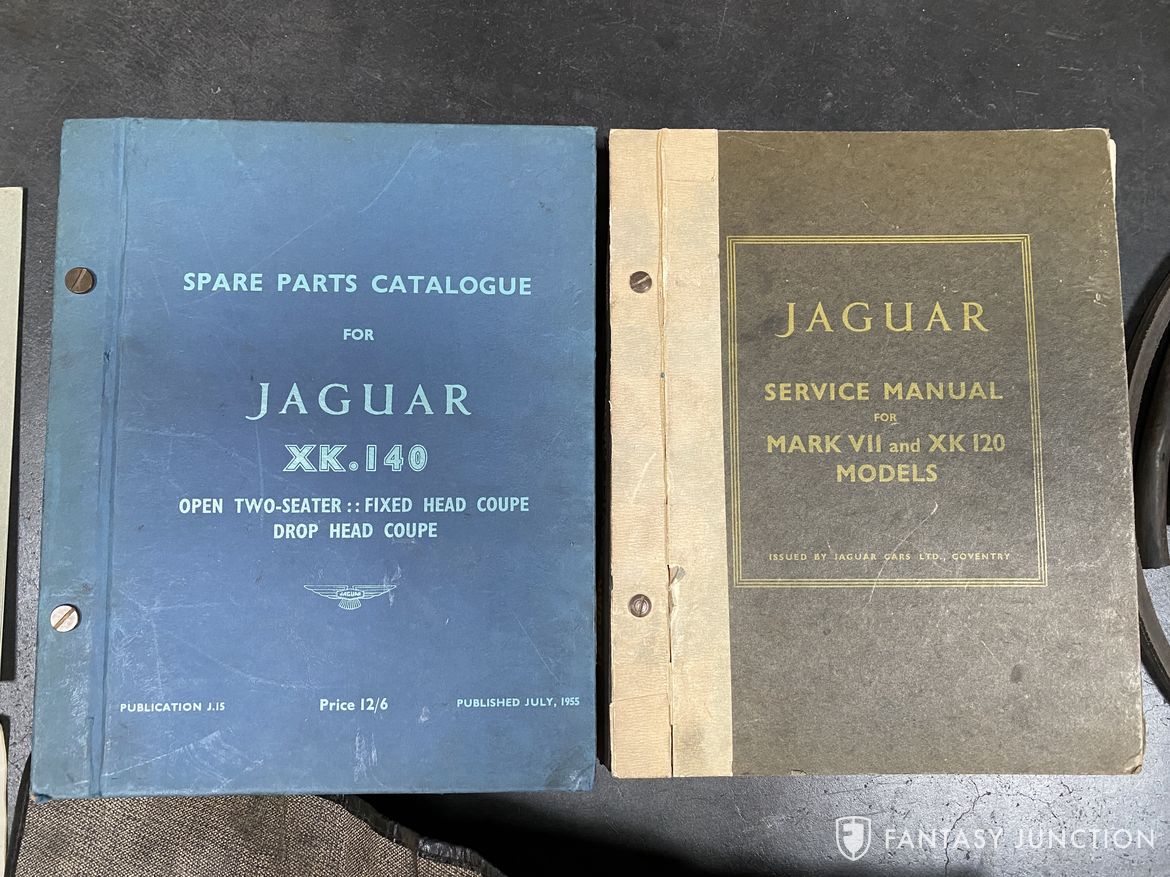 SPARE PARTS CATALOGUE
FOR
JAGUAR
XK.140
OPEN TWO-SEATER :: FIXED HEAD COUPE
DROP HEAD COUPE
JAGUAR
PUBLICATION J.15
Price 12/6
PUBLISHED JULY, 1955
JAGUAR
SERVICE MANUAL
FOR
MARK VII and XK 120
MODELS
ISSUED BY JAGUAR CARS LTD., COVENTRY
FANTASY JUNCTION